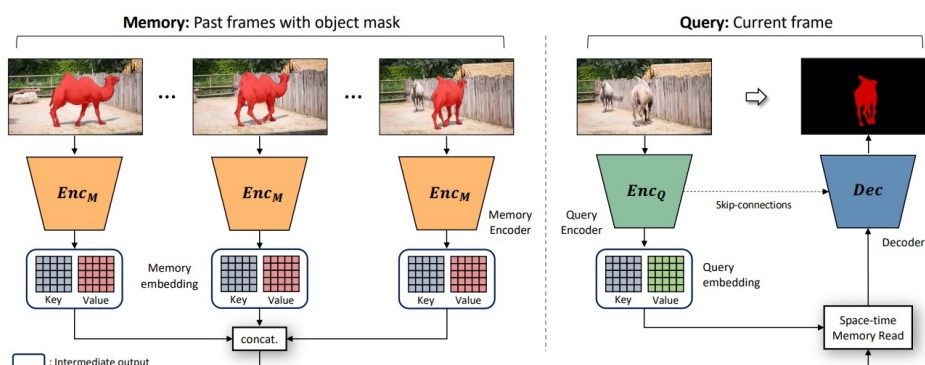 Memory: Past frames with object mask
Query: Current frame
...
...
Enc_M
Enc_M
Enc_M
Memory
Encoder
Query
Encoder
Enc_Q
Skip-connections
Dec
Decoder
Memory
embedding
Key Value
Key Value
Key Value
Query
embedding
Key Value
concat.
Space-time
Memory Read
: Intermediate output